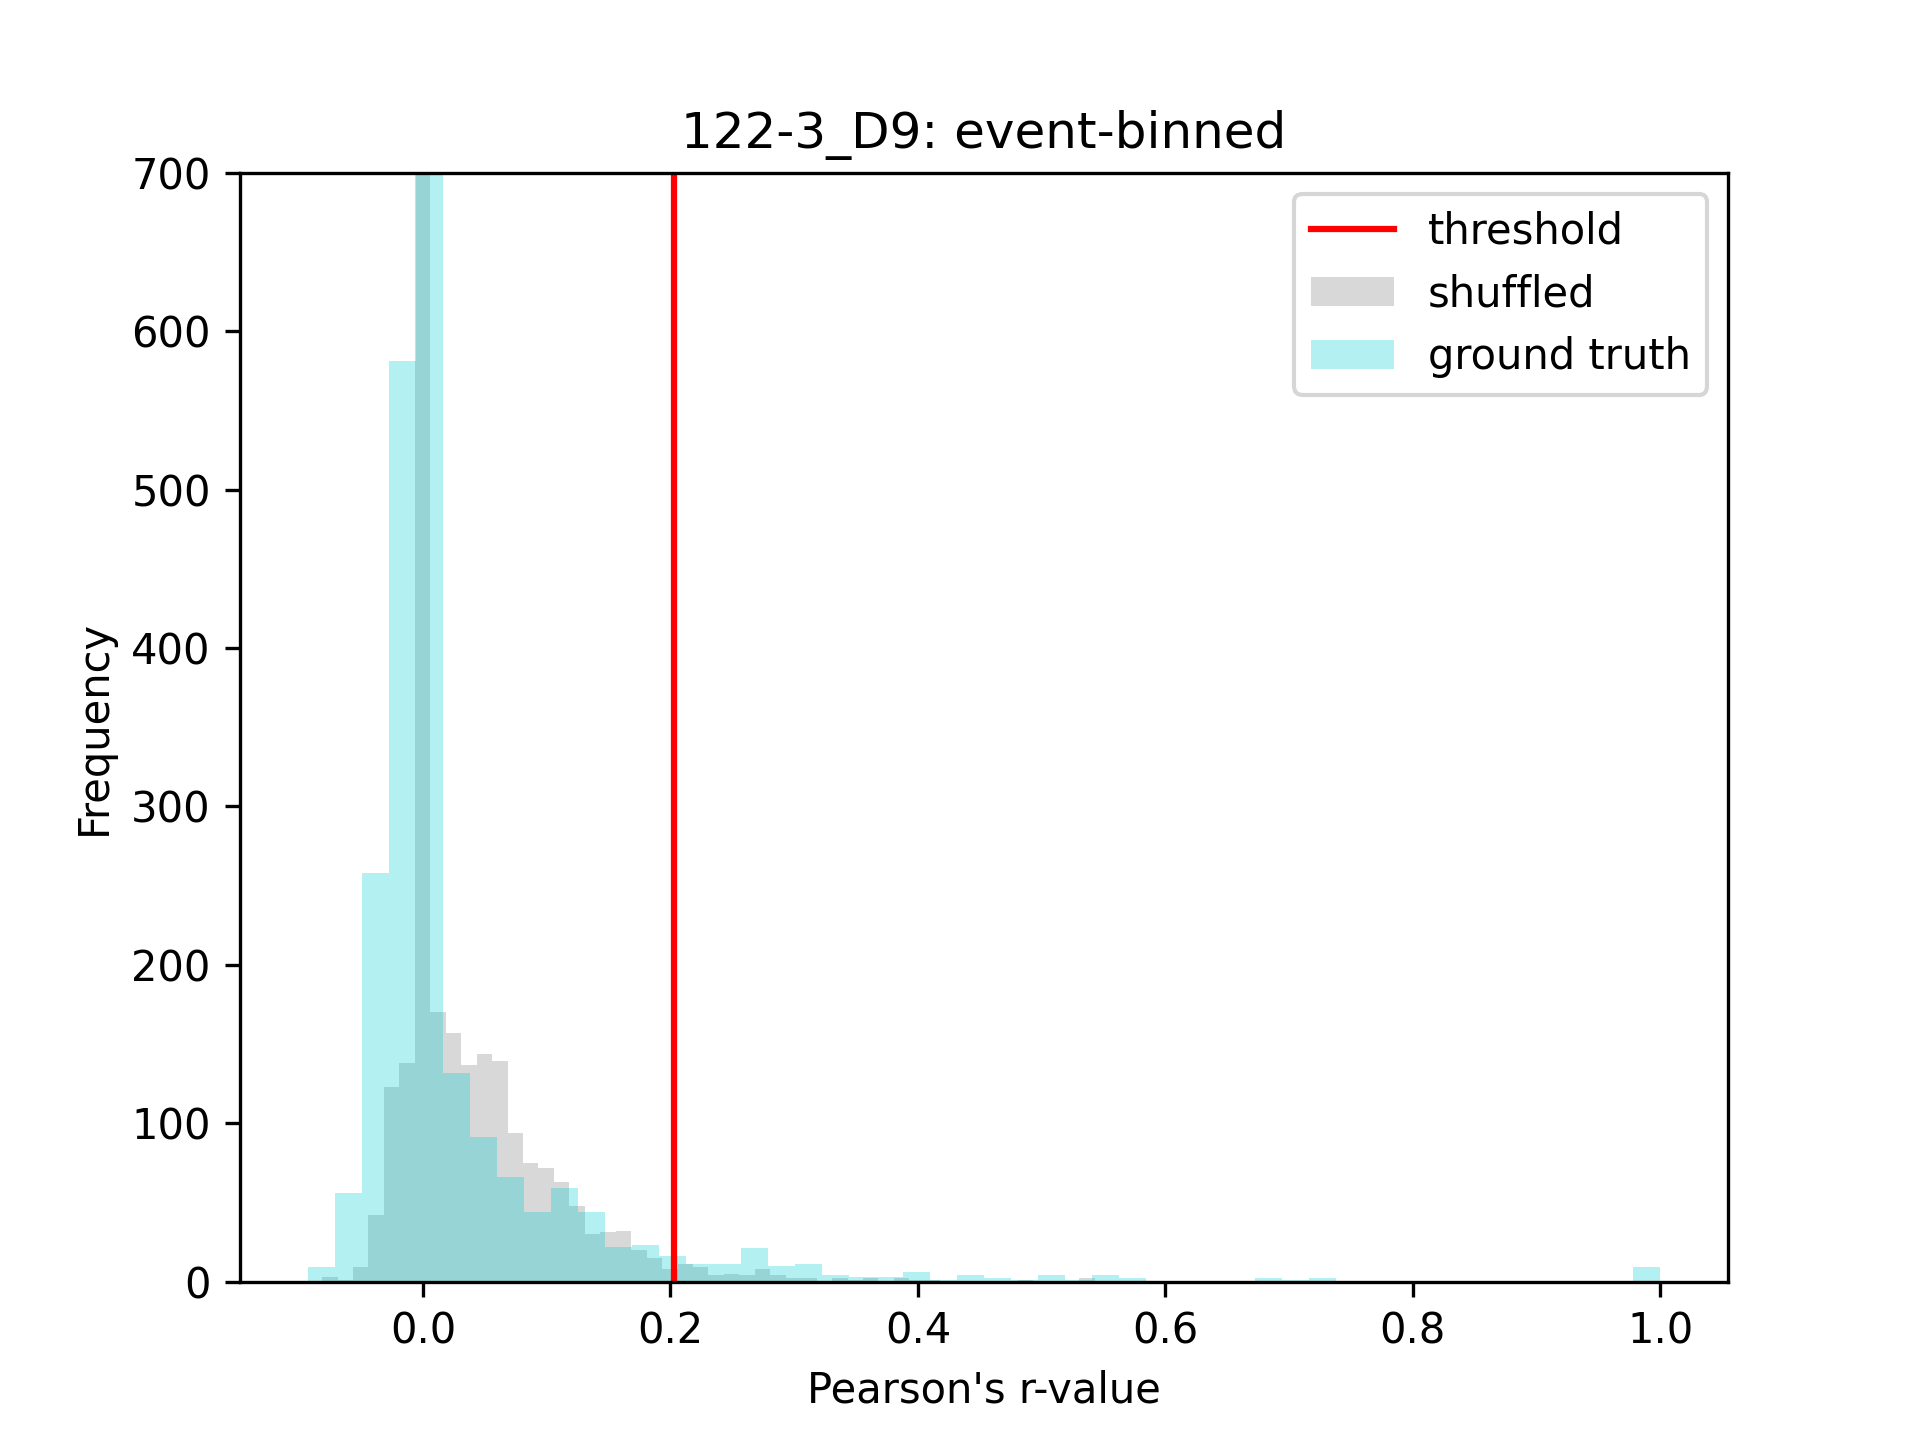 122-3_D9: event-binned
threshold
shuffled
ground truth
700
600
500
400
300
200
100
0
Frequency
0.0 0.2 0.4 0.6 0.8 1.0
Pearson's r-value